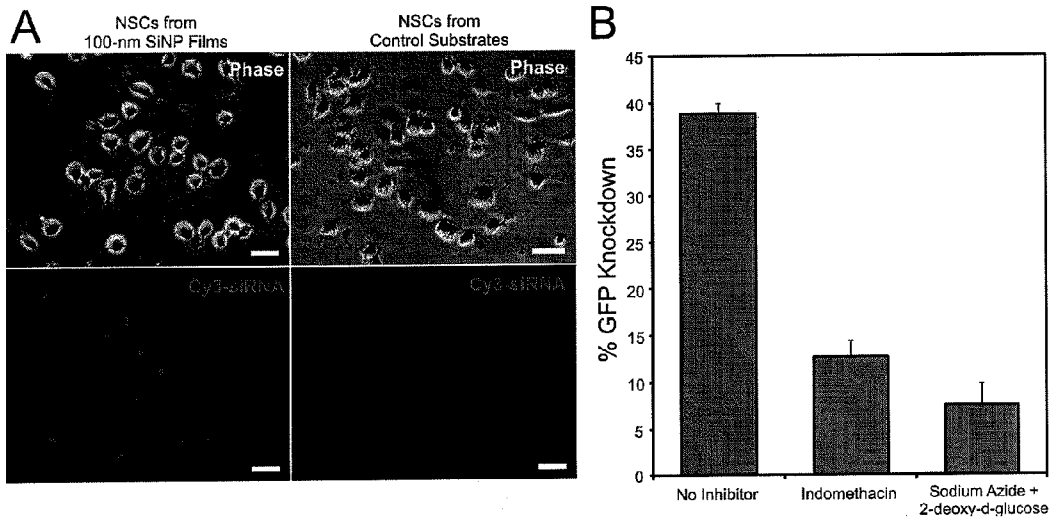 A
NSCs from
100-nm SiNP Films
NSCs from
Control Substrates
Phase
Phase
Cy3-siRNA
Cy3-siRNA
B
% GFP Knockdown
45
40
35
30
25
20
15
10
5
0
No Inhibitor
Indomethacin
Sodium Azide +
2-deoxy-d-glucose